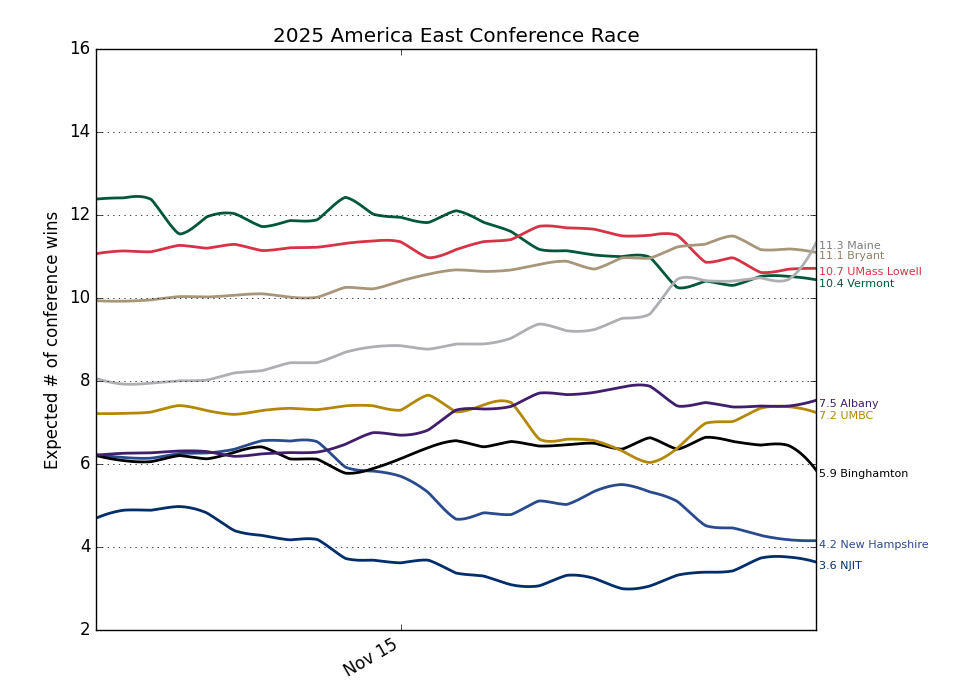 2025 America East Conference Race
Expected # of conference wins
16
14
12
10
8
6
4
2
Nov 15
11.3 Maine
11.1 Bryant
10.7 UMass Lowell
10.4 Vermont
7.5 Albany
7.2 UMBC
5.9 Binghamton
4.2 New Hampshire
3.6 NJIT